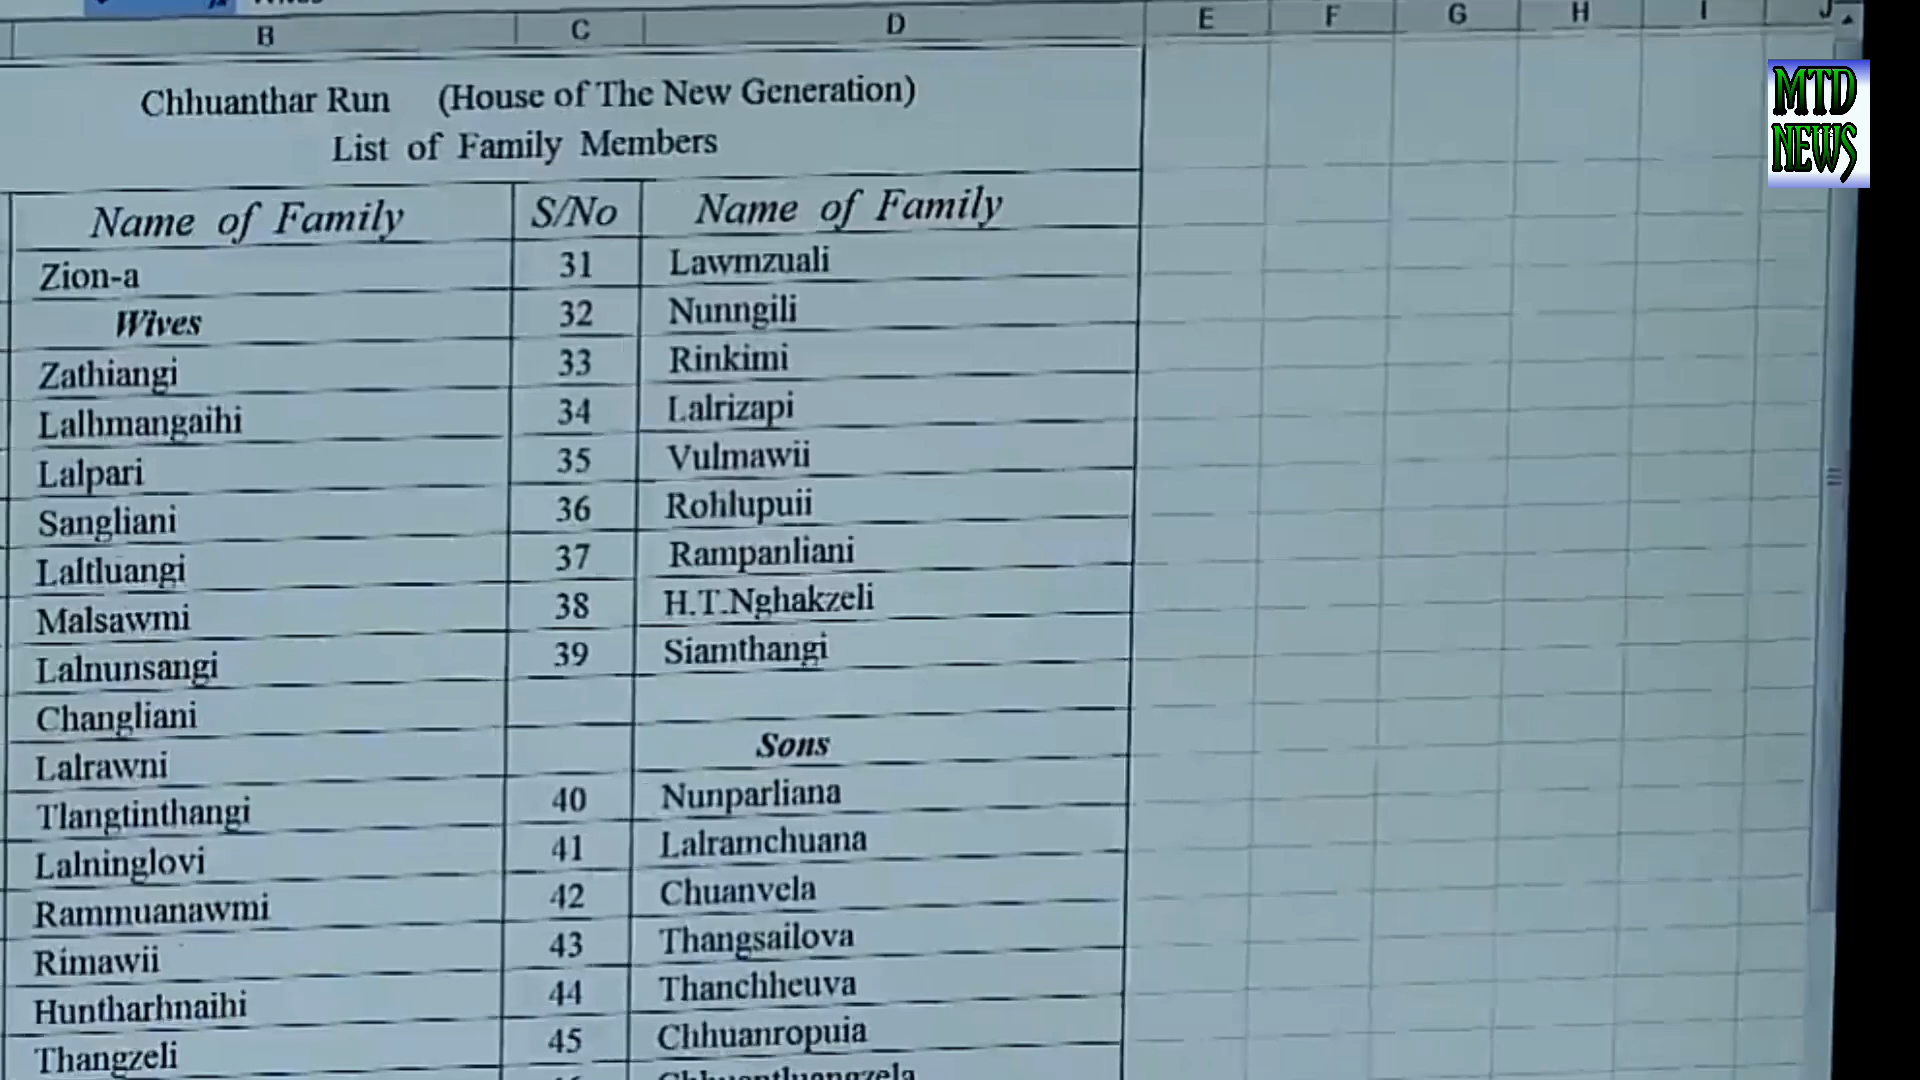 B C D E F G H I J
Chhuanthar Run (House of The New Generation)
List of Family Members
Name of Family S/No Name of Family
Zion-a 31 Lawmzuali
Wives 32 Nunngili
Zathiangi 33 Rinkimi
Lalhmangaihi 34 Lalrizapi
Lalpari 35 Vulmawii
Sangliani 36 Rohlupuii
Laltluangi 37 Rampanliani
Malsawmi 38 H.T.Nghakzeli
Lalnunsangi 39 Siamthangi
Changliani
Lalrawni Sons
Tlangtinthangi 40 Nunparliana
Lalninglovi 41 Lalramchuana
Rammuanawmi 42 Chuanvela
Rimawii 43 Thangsailova
Huntharhnaihi 44 Thanchheuva
Thangzeli 45 Chhuanropuia
MTD
NEWS